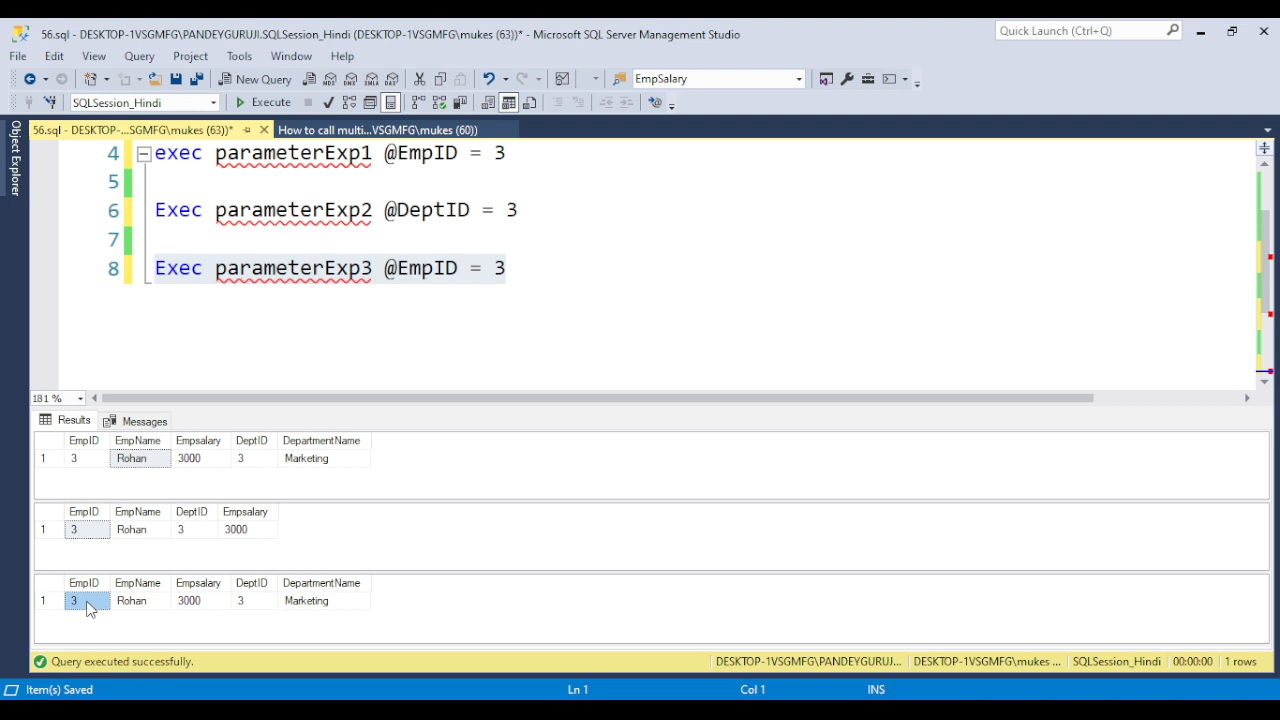 56.sql - DESKTOP-1VSGMFG\PANDEYGURUJI.SQLSession_Hindi (DESKTOP-1VSGMFG\mukes (63))* - Microsoft SQL Server Management Studio
Quick Launch (Ctrl+Q)
File Edit View Query Project Tools Window Help
New Query EmpSalary
SQLSession_Hindi Execute
Object Explorer
56.sql - DESKTOP-...SGMFG\mukes (63))* How to call multi...VSGMFG\mukes (60))
4 exec parameterExp1 @EmpID = 3
5
6 Exec parameterExp2 @DeptID = 3
7
8 Exec parameterExp3 @EmpID = 3
181 %
Results Messages
EmpID EmpName Empsalary DeptID DepartmentName
1 3 Rohan 3000 3 Marketing
EmpID EmpName DeptID Empsalary
1 3 Rohan 3 3000
EmpID EmpName Empsalary DeptID DepartmentName
1 3 Rohan 3000 3 Marketing
Query executed successfully. DESKTOP-1VSGMFG\PANDEYGURUJ... DESKTOP-1VSGMFG\mukes ... SQLSession_Hindi 00:00:00 1 rows
Item(s) Saved Ln 1 Col 1 INS